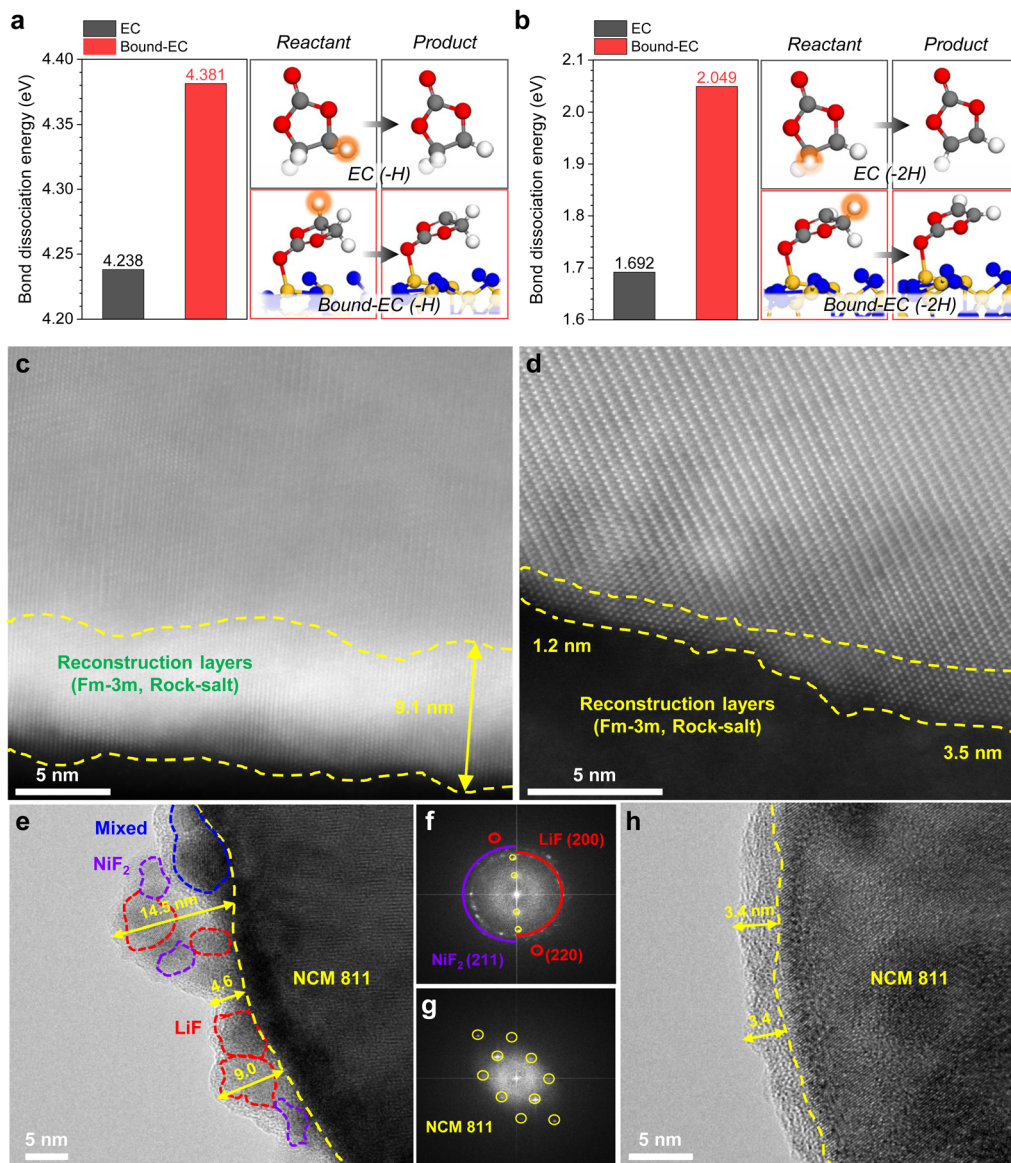 a
EC
Bound-EC
Reactant
Product
Bond dissociation energy (eV)
4.40
4.35
4.30
4.25
4.20
4.381
4.238
EC (-H)
Bound-EC (-H)
b
EC
Bound-EC
Reactant
Product
Bond dissociation energy (eV)
2.1
2.0
1.9
1.8
1.7
1.6
2.049
1.692
EC (-2H)
Bound-EC (-2H)
c
Reconstruction layers
(Fm-3m, Rock-salt)
9.1 nm
5 nm
d
1.2 nm
Reconstruction layers
(Fm-3m, Rock-salt)
3.5 nm
5 nm
e
Mixed
NiF2
14.5 nm
4.6
NCM 811
LiF
9.0
5 nm
f
LiF (200)
NiF2 (211)
(220)
g
NCM 811
h
3.4 nm
NCM 811
3.4
5 nm